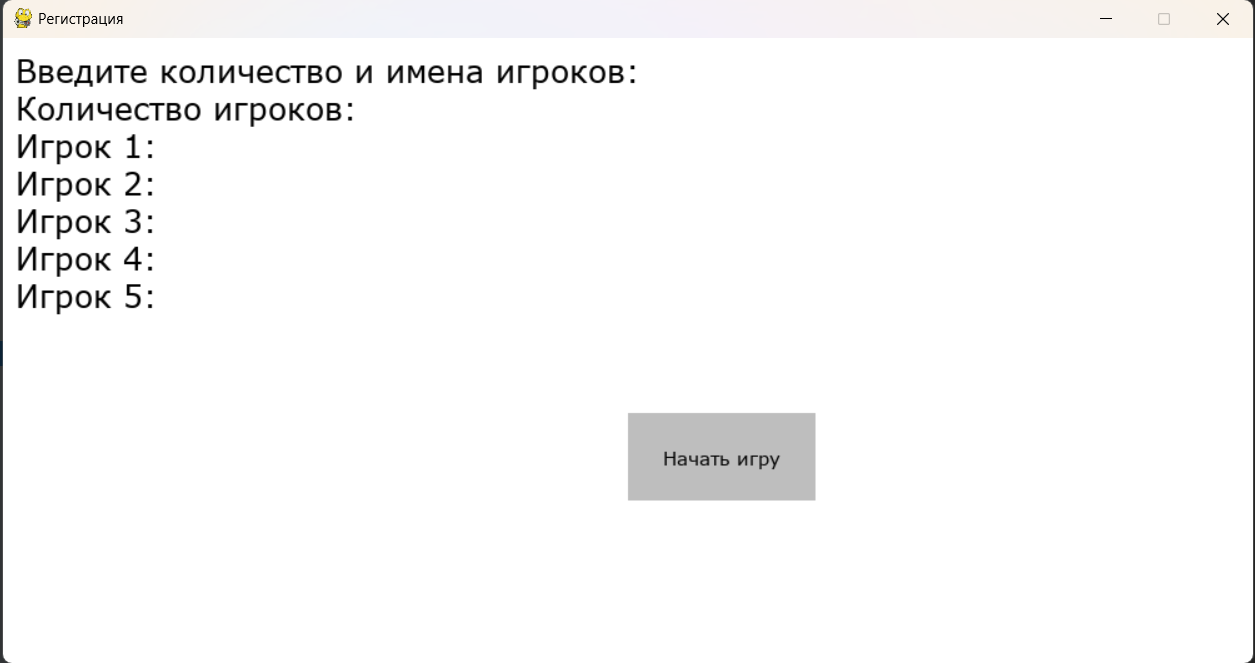 Регистрация
Введите количество и имена игроков:
Количество игроков:
Игрок 1:
Игрок 2:
Игрок 3:
Игрок 4:
Игрок 5:
Начать игру